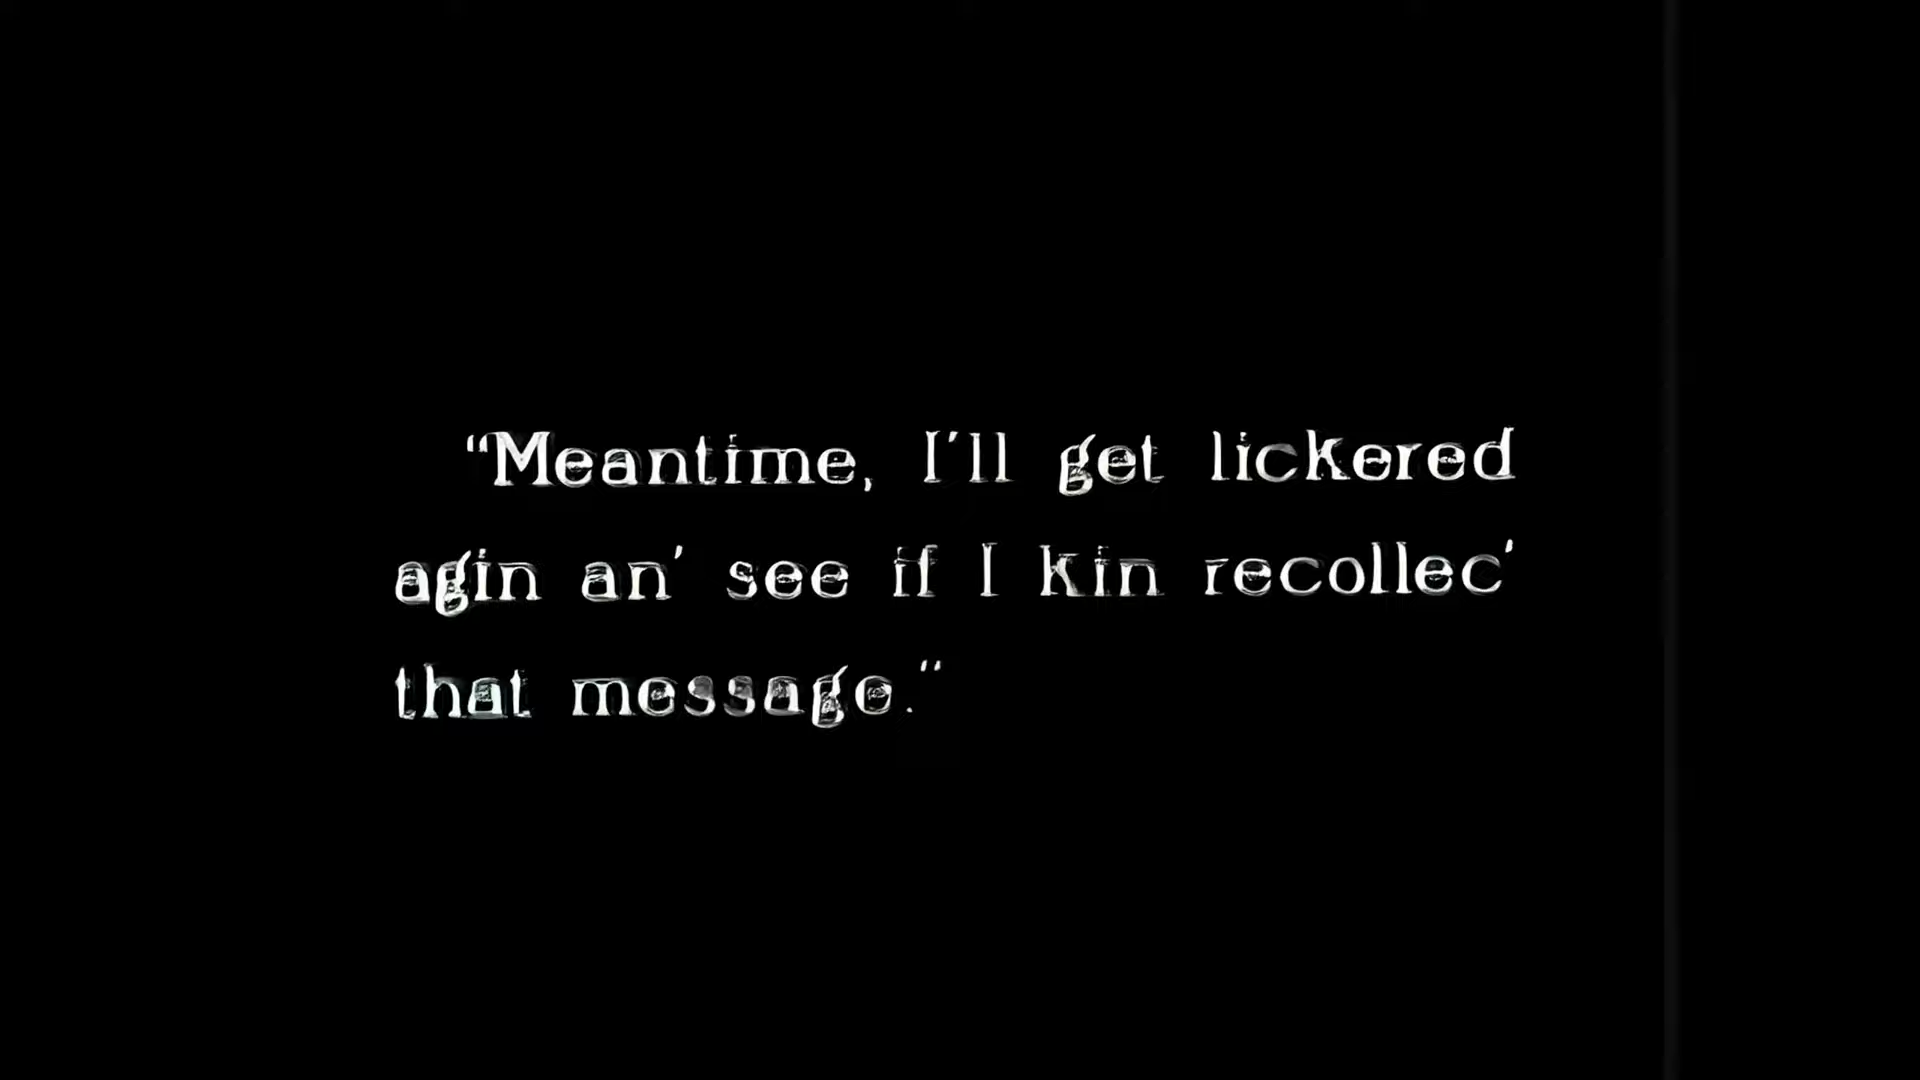 “Meantime, I'll get lickered
agin an' see if I kin recollec'
that message.”